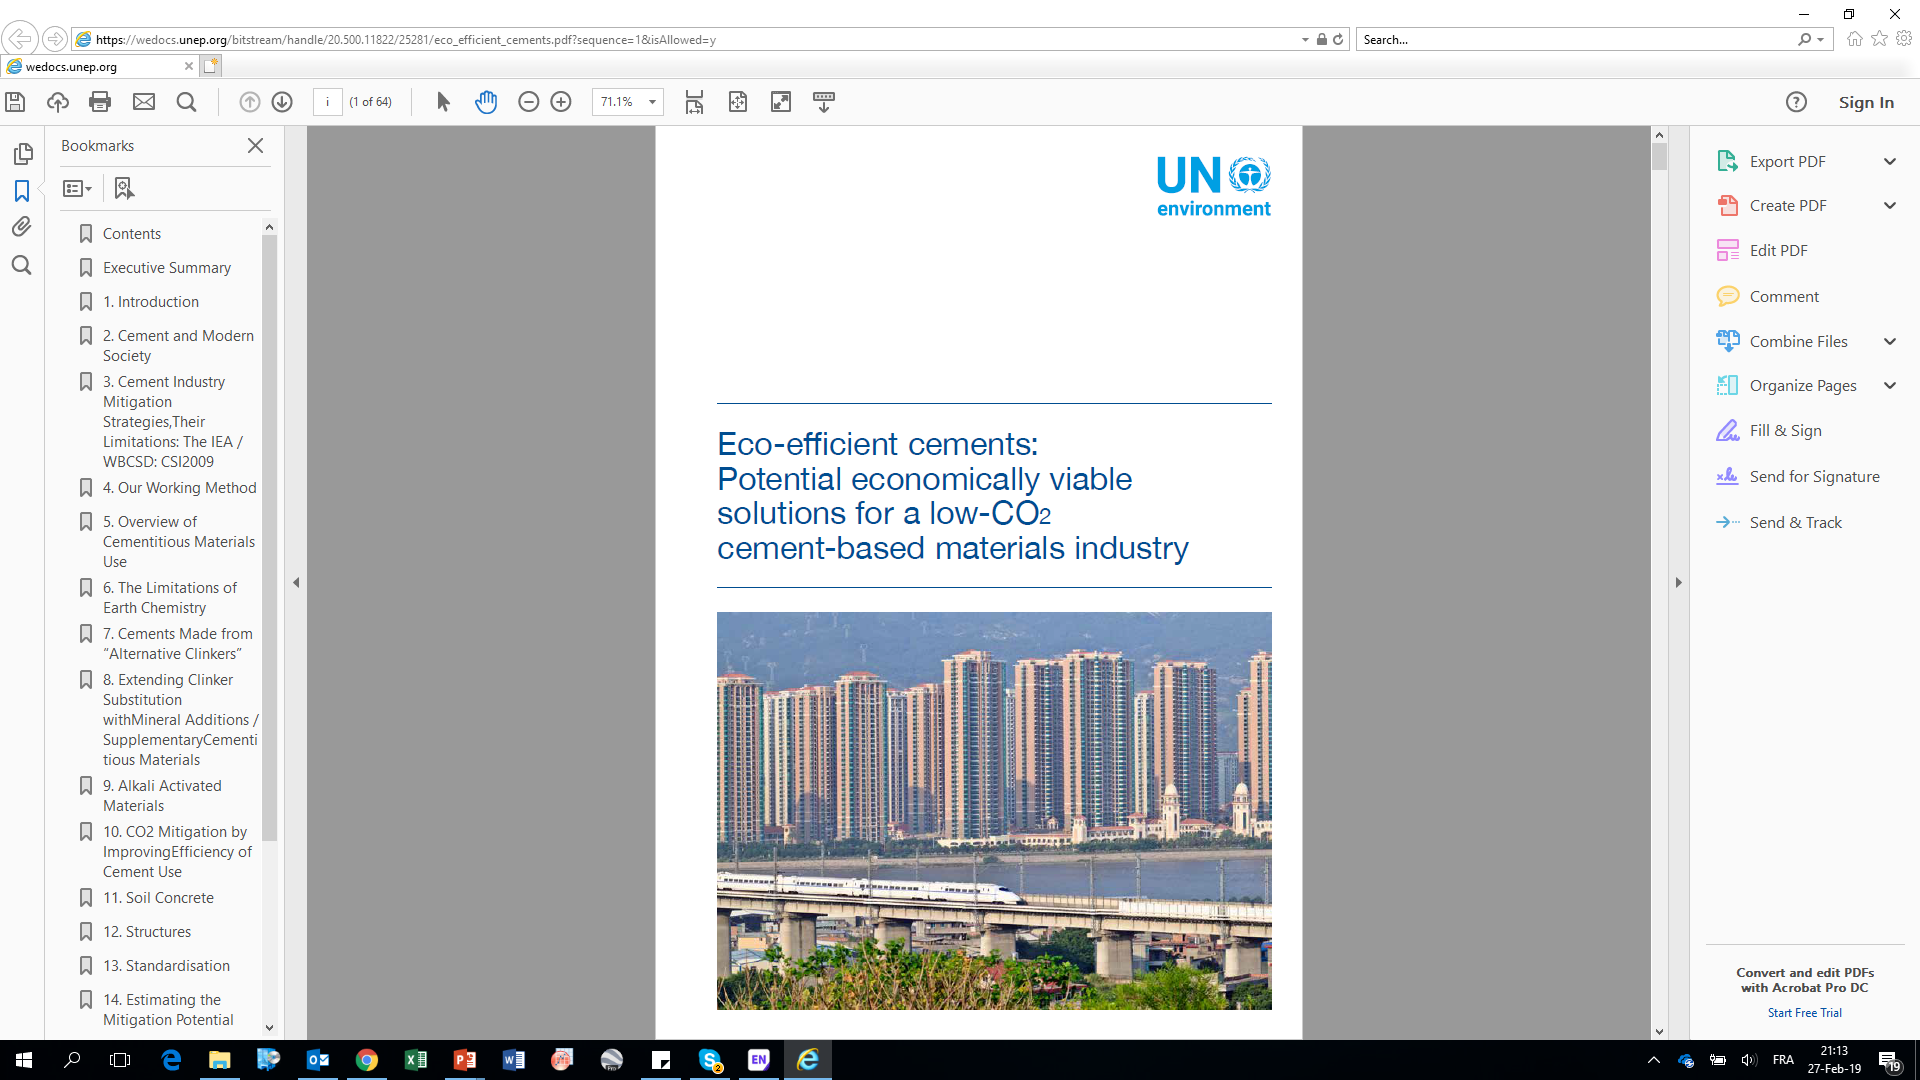 https://wedocs.unep.org/bitstream/handle/20.500.11822/25281/eco_efficient_cements.pdf?sequence=1&isAllowed=y
Search...
wedocs.unep.org
i
(1 of 64)
71.1%
Sign In
Bookmarks
Contents
Executive Summary
1. Introduction
2. Cement and Modern
Society
3. Cement Industry
Mitigation
Strategies,Their
Limitations: The IEA /
WBCSD: CSI2009
4. Our Working Method
5. Overview of
Cementitious Materials
Use
6. The Limitations of
Earth Chemistry
7. Cements Made from
“Alternative Clinkers”
8. Extending Clinker
Substitution
withMineral Additions /
SupplementaryCementi
tious Materials
9. Alkali Activated
Materials
10. CO2 Mitigation by
ImprovingEfficiency of
Cement Use
11. Soil Concrete
12. Structures
13. Standardisation
14. Estimating the
Mitigation Potential
UN
environment
Eco-efficient cements:
Potential economically viable
solutions for a low-CO2
cement-based materials industry
Export PDF
Create PDF
Edit PDF
Comment
Combine Files
Organize Pages
Fill & Sign
Send for Signature
Send & Track
Convert and edit PDFs
with Acrobat Pro DC
Start Free Trial
2
EN
FRA
21:13
27-Feb-19
19